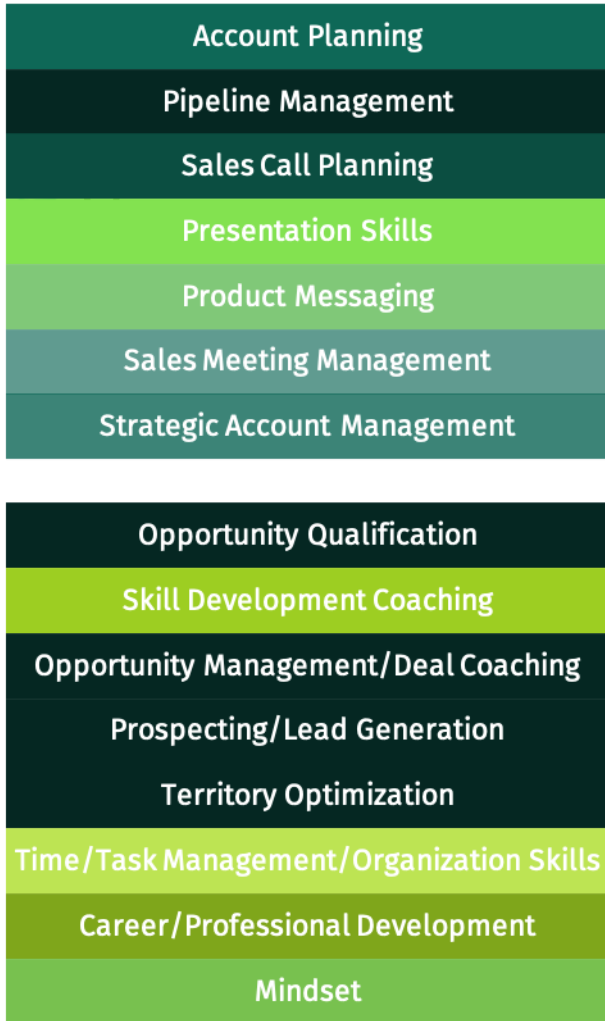 Account Planning
Pipeline Management
Sales Call Planning
Presentation Skills
Product Messaging
Sales Meeting Management
Strategic Account Management
Opportunity Qualification
Skill Development Coaching
Opportunity Management/Deal Coaching
Prospecting/Lead Generation
Territory Optimization
Time/Task Management/Organization Skills
Career/Professional Development
Mindset